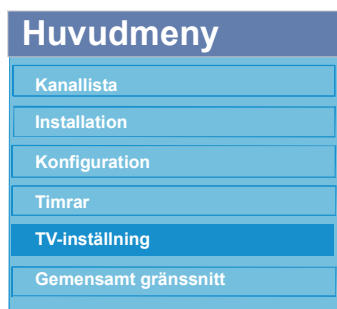 Huvudmeny
Kanallista
Installation
Konfiguration
Timrar
TV-inställning
Gemensamt gränssnitt